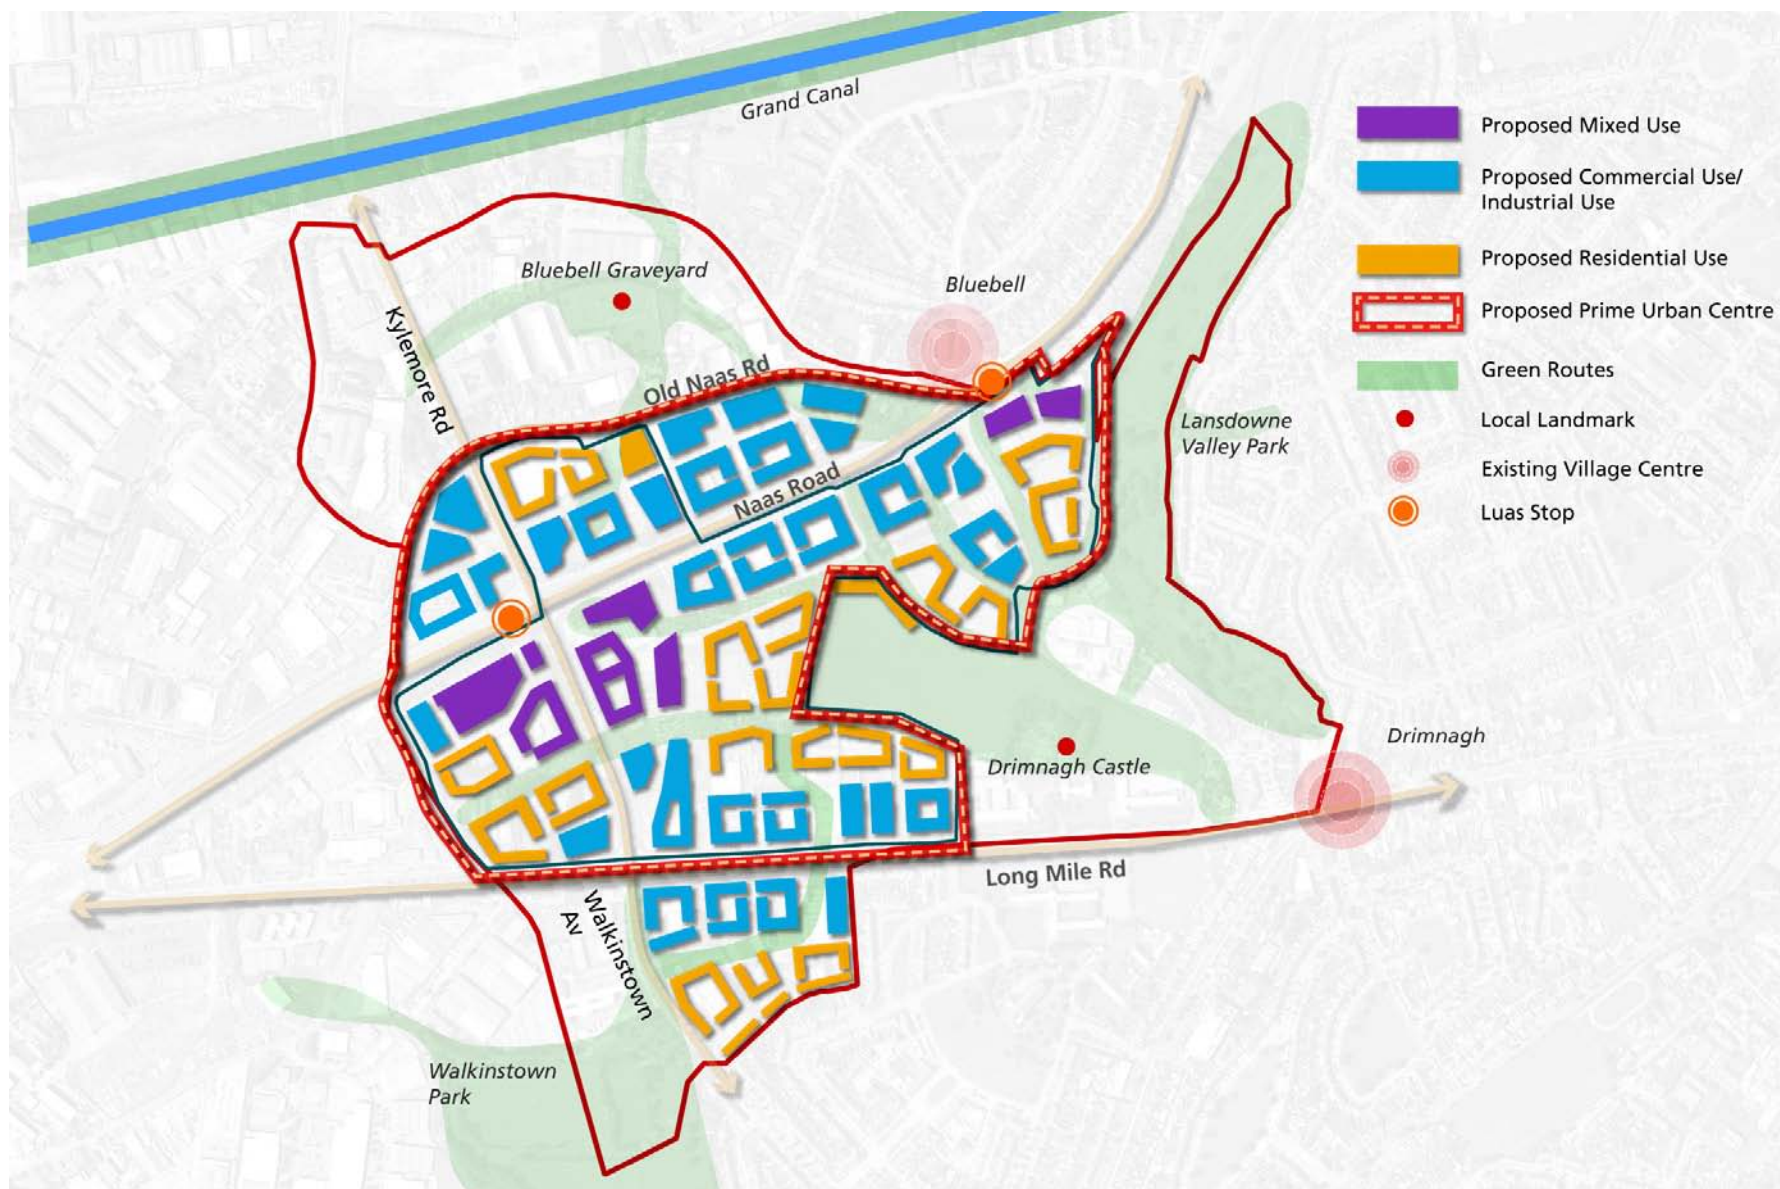 Grand Canal
Proposed Mixed Use
Proposed Commercial Use/
Industrial Use
Proposed Residential Use
Proposed Prime Urban Centre
Green Routes
Local Landmark
Existing Village Centre
Luas Stop
Bluebell Graveyard
Bluebell
Kylemore Rd
Old Naas Rd
Lansdowne
Valley Park
Naas Road
Drimnagh
Drimnagh Castle
Long Mile Rd
Walkinstown
Av
Walkinstown
Park